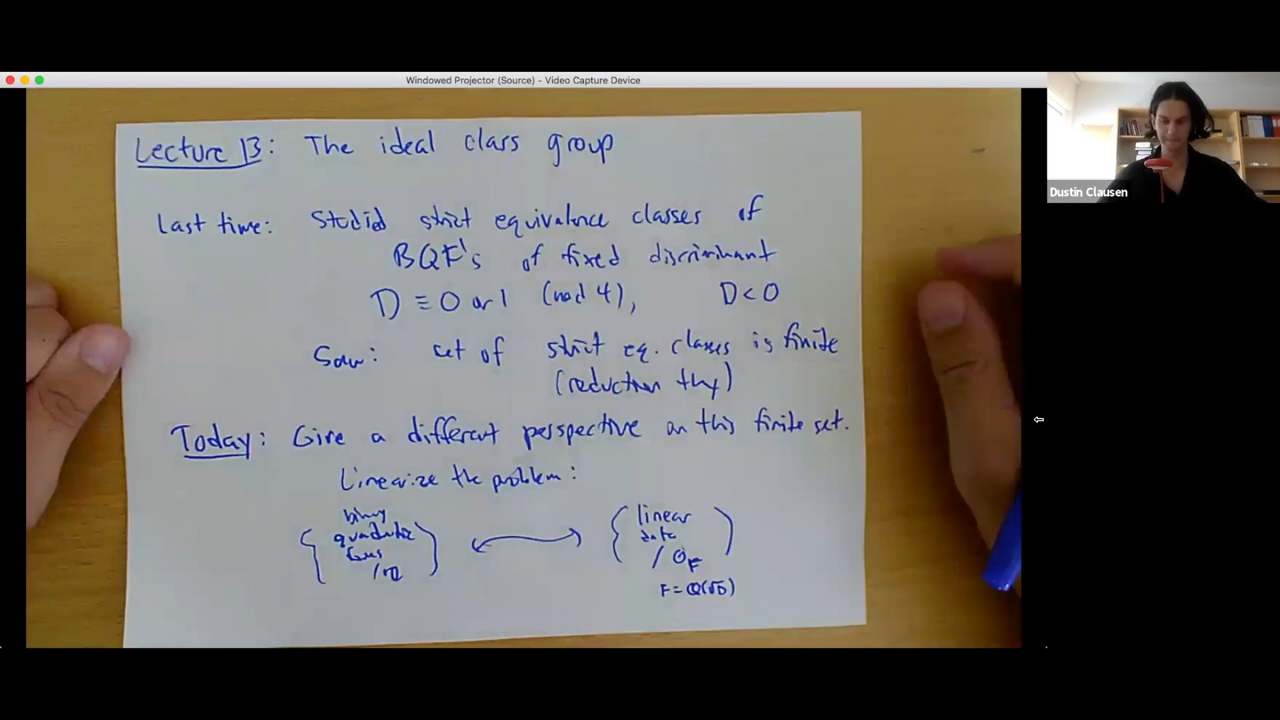 Windowed Projector (Source) - Video Capture Device
Lecture 13: The ideal class group
Last time: Studied strict equivalence classes of
BQF's of fixed discriminant
D ≡ 0 or 1 (mod 4), D < 0
Saw: set of strict eq. classes is finite
(reduction thy)
Today: Give a different perspective on this finite set.
Linearize the problem:
{ binary quadratic forms } ↔ { linear data / O_F }
F = Q(√D)
Dustin Clausen